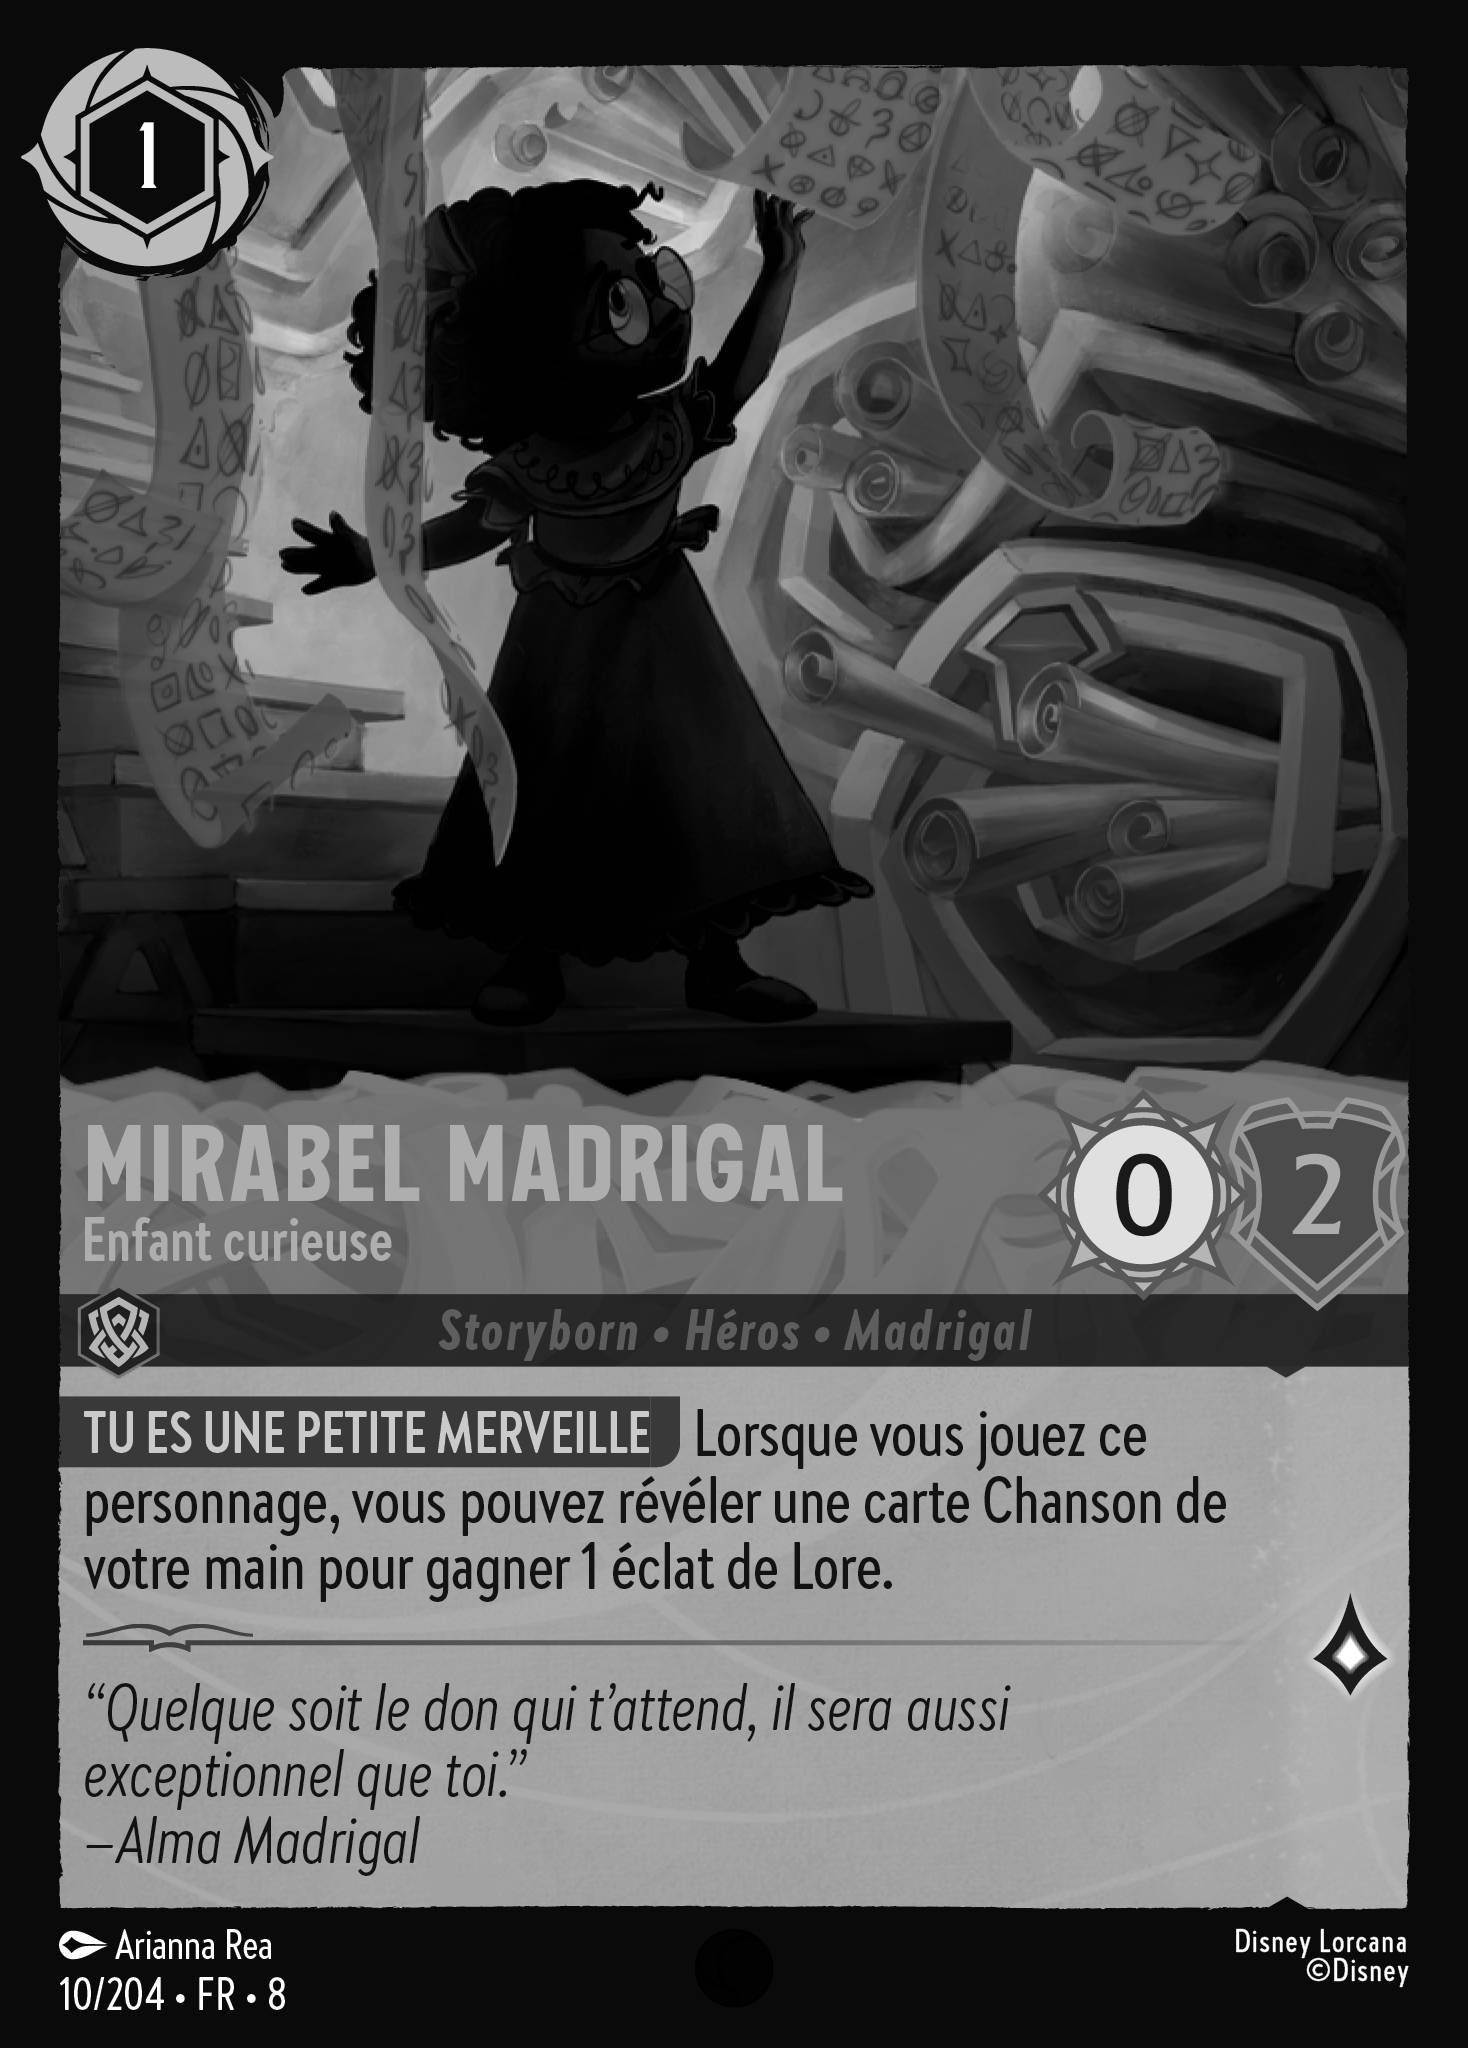 1
MIRABEL MADRIGAL
Enfant curieuse
0
2
Storyborn • Héros • Madrigal
TU ES UNE PETITE MERVEILLE Lorsque vous jouez ce
personnage, vous pouvez révéler une carte Chanson de
votre main pour gagner 1 éclat de Lore.
“Quelque soit le don qui t’attend, il sera aussi
exceptionnel que toi.”
–Alma Madrigal
Arianna Rea
10/204 • FR • 8
Disney Lorcana
©Disney